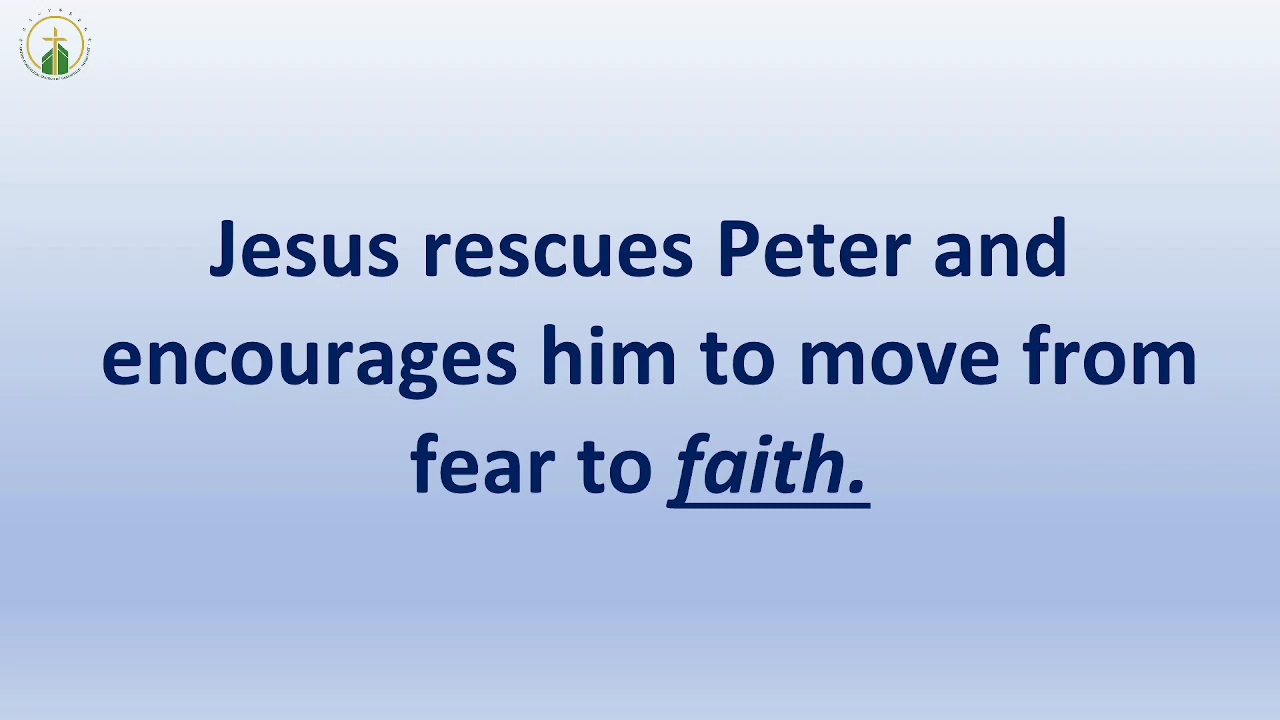 Jesus rescues Peter and
encourages him to move from
fear to faith.